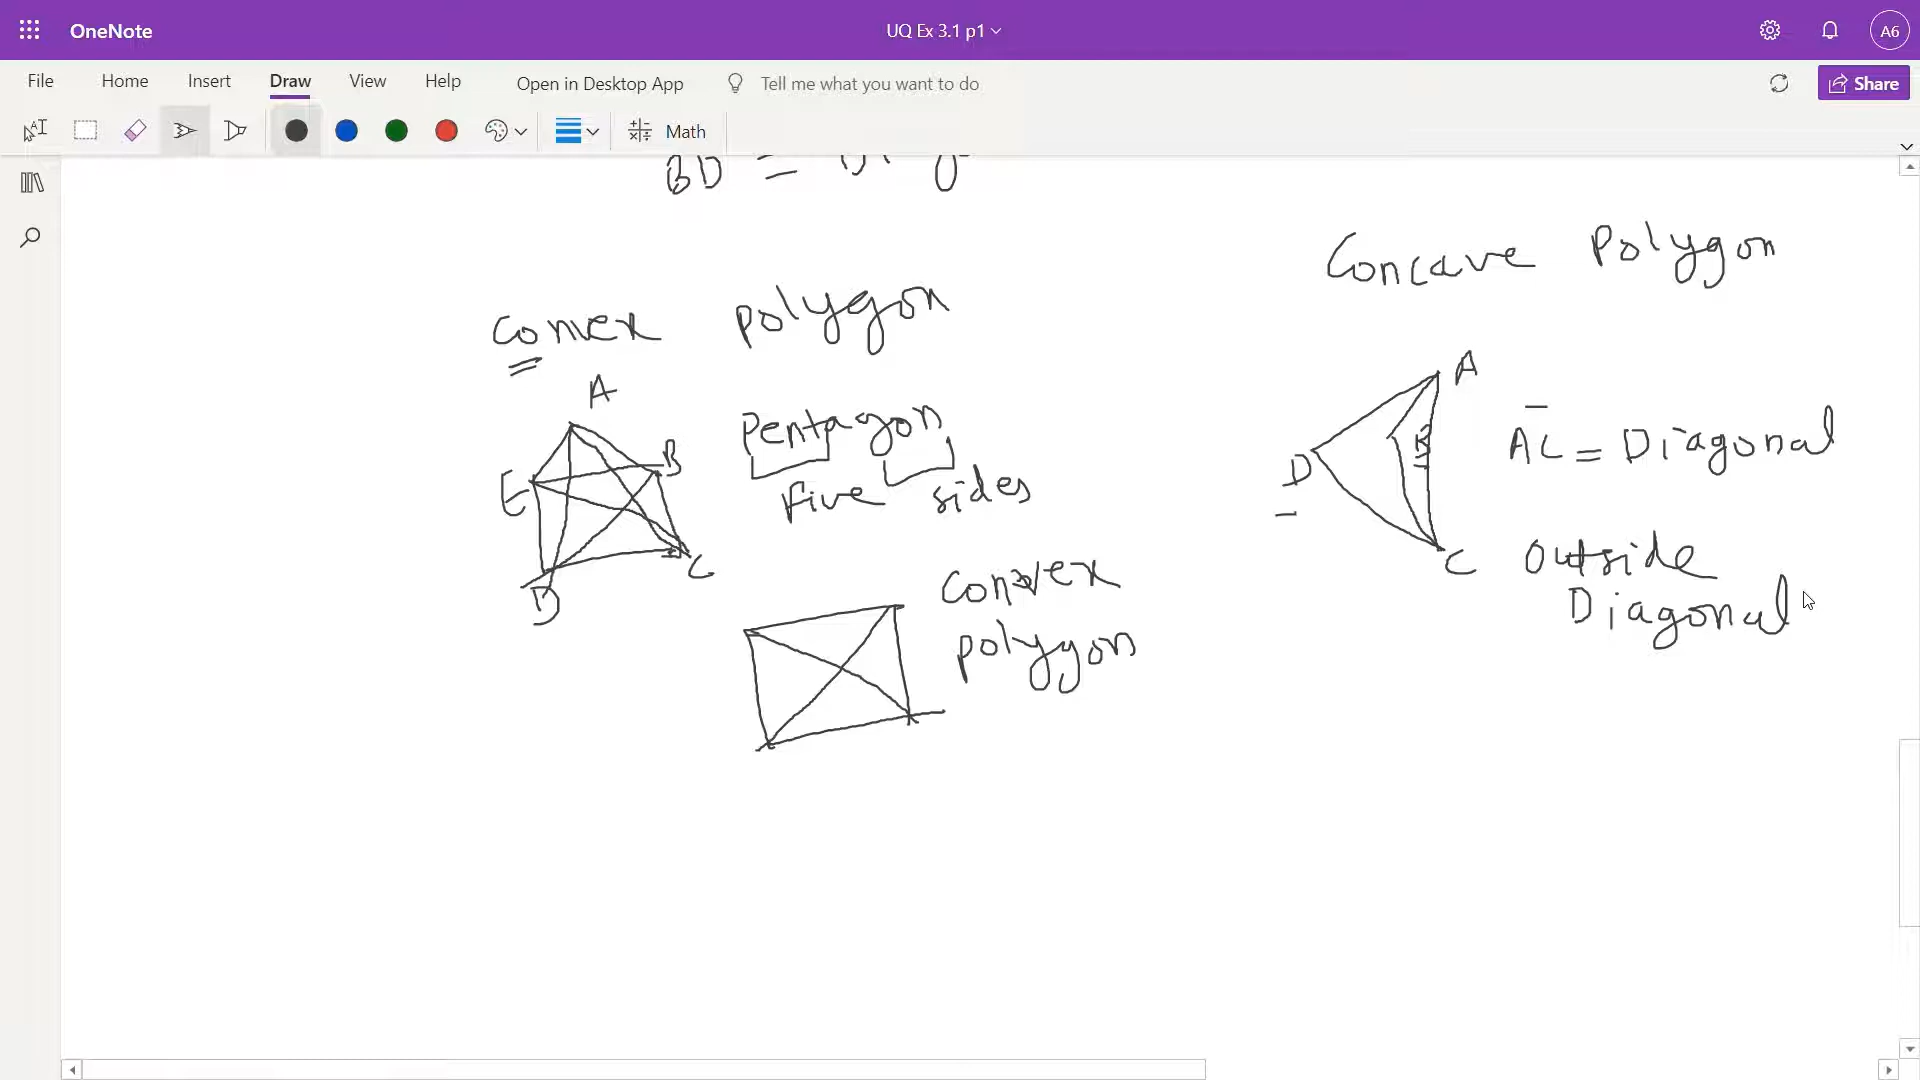 OneNote
UQ Ex 3.1 p1
A6
File Home Insert Draw View Help Open in Desktop App Tell me what you want to do Share
Math
BD =
Concave Polygon
Convex polygon
A
Pentagon
B
E
five sides
C
D
Convex
polygon
A
B
D
C
AC = Diagonal
Outside
Diagonal